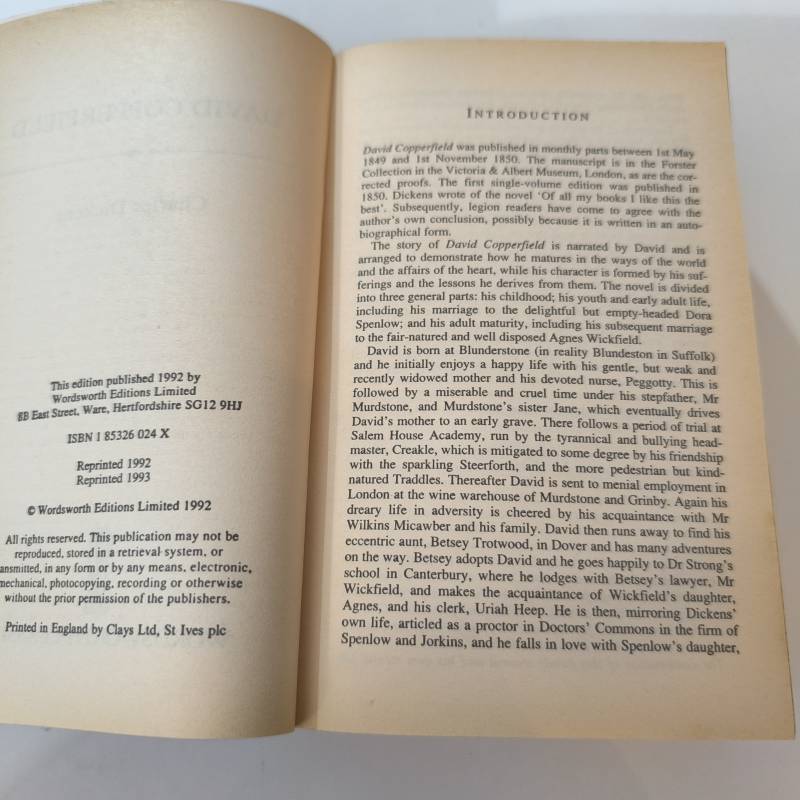 This edition published 1992 by
Wordsworth Editions Limited
8B East Street, Ware, Hertfordshire SG12 9HJ
ISBN 1 85326 024 X
Reprinted 1992
Reprinted 1993
© Wordsworth Editions Limited 1992
All rights reserved. This publication may not be
reproduced, stored in a retrieval system, or
ansmitted, in any form or by any means, electronic,
mechanical, photocopying, recording or otherwise
without the prior permission of the publishers.
Printed in England by Clays Ltd, St Ives plc
INTRODUCTION
David Copperfield was published in monthly parts between 1st May
1849 and 1st November 1850. The manuscript is in the Forster
Collection in the Victoria & Albert Museum, London, as are the cor-
rected proofs. The first single-volume edition was published in
1850. Dickens wrote of the novel ‘Of all my books I like this the
best’. Subsequently, legion readers have come to agree with the
author’s own conclusion, possibly because it is written in an auto-
biographical form.
The story of David Copperfield is narrated by David and is
arranged to demonstrate how he matures in the ways of the world
and the affairs of the heart, while his character is formed by his suf-
ferings and the lessons he derives from them. The novel is divided
into three general parts: his childhood; his youth and early adult life,
including his marriage to the delightful but empty-headed Dora
Spenlow; and his adult maturity, including his subsequent marriage
to the fair-natured and well disposed Agnes Wickfield.
David is born at Blunderstone (in reality Blundeston in Suffolk)
and he initially enjoys a happy life with his gentle, but weak and
recently widowed mother and his devoted nurse, Peggotty. This is
followed by a miserable and cruel time under his stepfather, Mr
Murdstone, and Murdstone’s sister Jane, which eventually drives
David’s mother to an early grave. There follows a period of trial at
Salem House Academy, run by the tyrannical and bullying head-
master, Creakle, which is mitigated to some degree by his friendship
with the sparkling Steerforth, and the more pedestrian but kind-
natured Traddles. Thereafter David is sent to menial employment in
London at the wine warehouse of Murdstone and Grinby. Again his
dreary life in adversity is cheered by his acquaintance with Mr
Wilkins Micawber and his family. David then runs away to find his
eccentric aunt, Betsey Trotwood, in Dover and has many adventures
on the way. Betsey adopts David and he goes happily to Dr Strong’s
school in Canterbury, where he lodges with Betsey’s lawyer, Mr
Wickfield, and makes the acquaintance of Wickfield’s daughter,
Agnes, and his clerk, Uriah Heep. He is then, mirroring Dickens’
own life, articled as a proctor in Doctors’ Commons in the firm of
Spenlow and Jorkins, and he falls in love with Spenlow’s daughter,